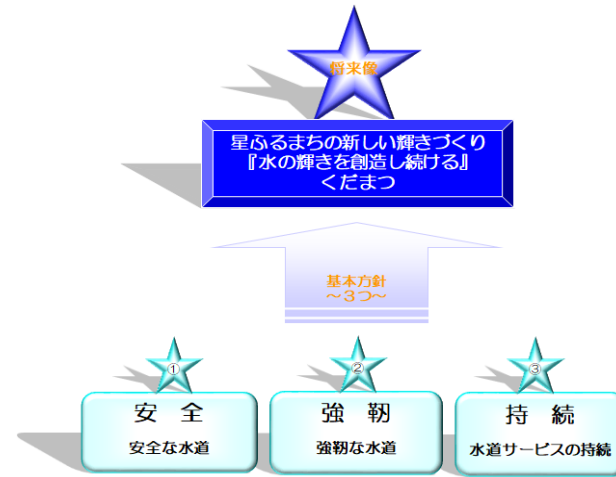 将来像
星ふるまちの新しい輝きづくり
『水の輝きを創造し続ける』
くだまつ
基本方針
～３つ～
①
安　全
安全な水道
②
強　靭
強靭な水道
③
持　続
水道サービスの持続